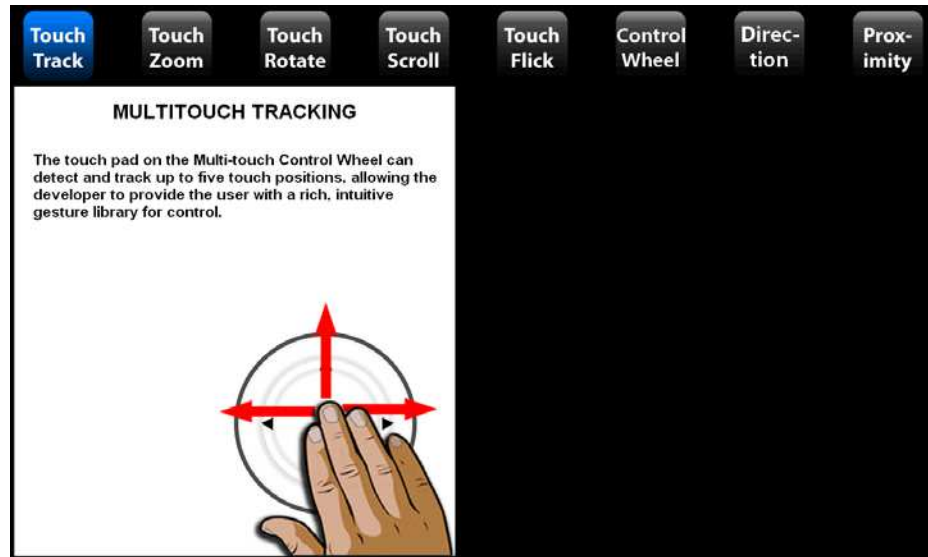 Touch Track
Touch Zoom
Touch Rotate
Touch Scroll
Touch Flick
Control Wheel
Direc-tion
Prox-imity
MULTITOUCH TRACKING
The touch pad on the Multi-touch Control Wheel can
detect and track up to five touch positions, allowing the
developer to provide the user with a rich, intuitive
gesture library for control.